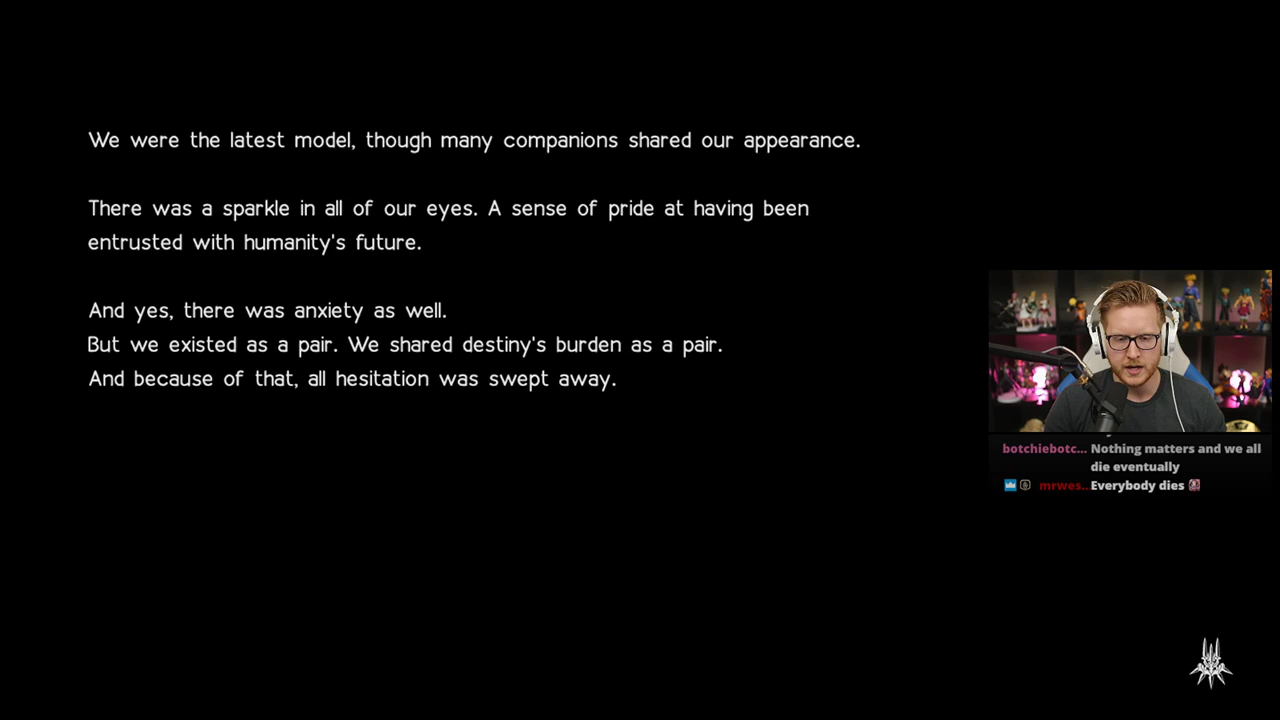 We were the latest model, though many companions shared our appearance.
There was a sparkle in all of our eyes. A sense of pride at having been
entrusted with humanity's future.
And yes, there was anxiety as well.
But we existed as a pair. We shared destiny's burden as a pair.
And because of that, all hesitation was swept away.
botchiebotc... Nothing matters and we all
die eventually
mrwes... Everybody dies